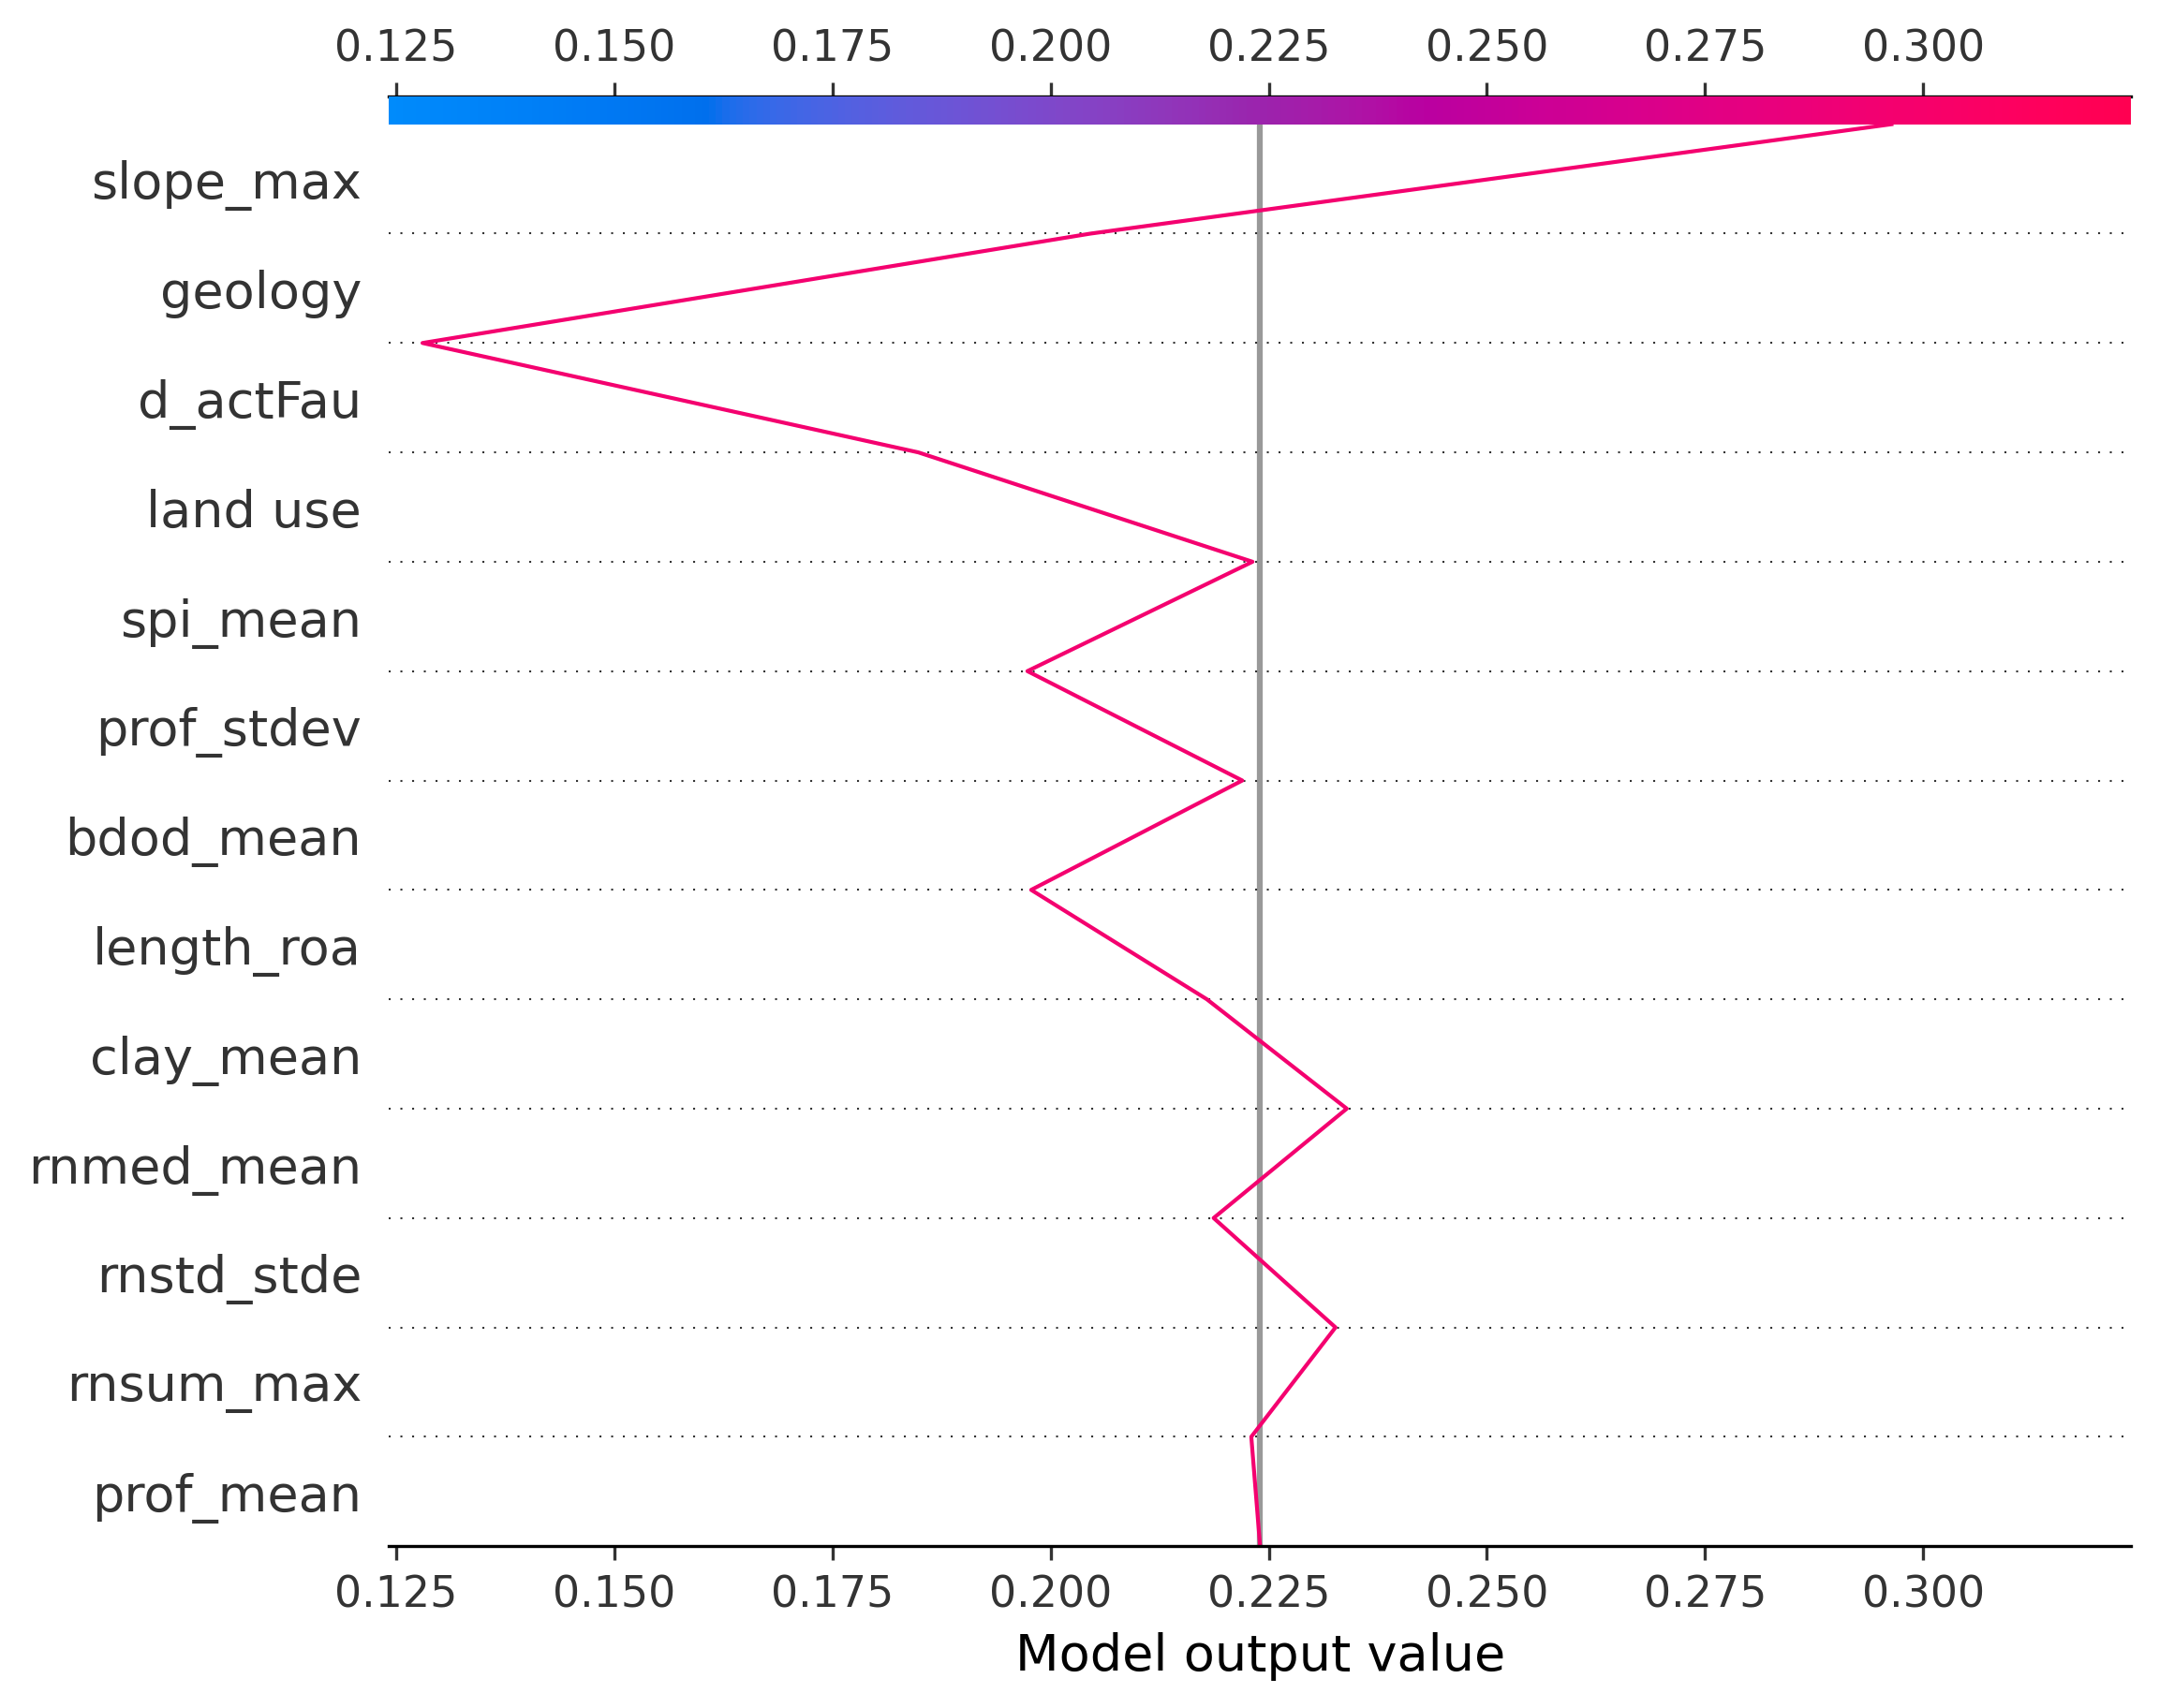 0.125 0.150 0.175 0.200 0.225 0.250 0.275 0.300
slope_max
geology
d_actFau
land use
spi_mean
prof_stdev
bdod_mean
length_roa
clay_mean
rnmed_mean
rnstd_stde
rnsum_max
prof_mean
0.125 0.150 0.175 0.200 0.225 0.250 0.275 0.300
Model output value